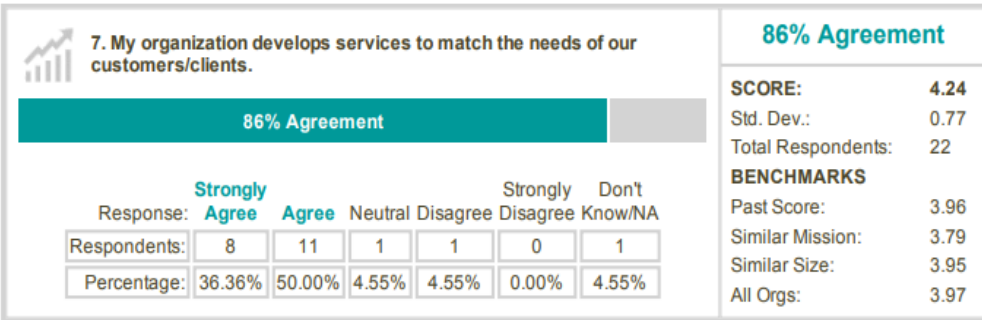 7. My organization develops services to match the needs of our
customers/clients.
86% Agreement
Response: Strongly Agree Agree Neutral Disagree Strongly Disagree Don't Know/NA
Respondents: 8 11 1 1 0 1
Percentage: 36.36% 50.00% 4.55% 4.55% 0.00% 4.55%
86% Agreement
SCORE: 4.24
Std. Dev.: 0.77
Total Respondents: 22
BENCHMARKS
Past Score: 3.96
Similar Mission: 3.79
Similar Size: 3.95
All Orgs: 3.97